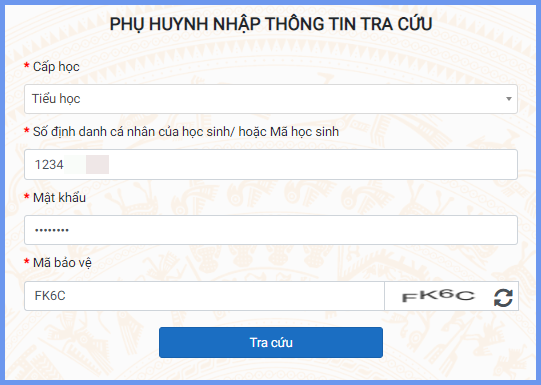 PHỤ HUYNH NHẬP THÔNG TIN TRA CỨU
* Cấp học
Tiểu học
* Số định danh cá nhân của học sinh/ hoặc Mã học sinh
1234
* Mật khẩu
••••••••
* Mã bảo vệ
FK6C FK6C
Tra cứu